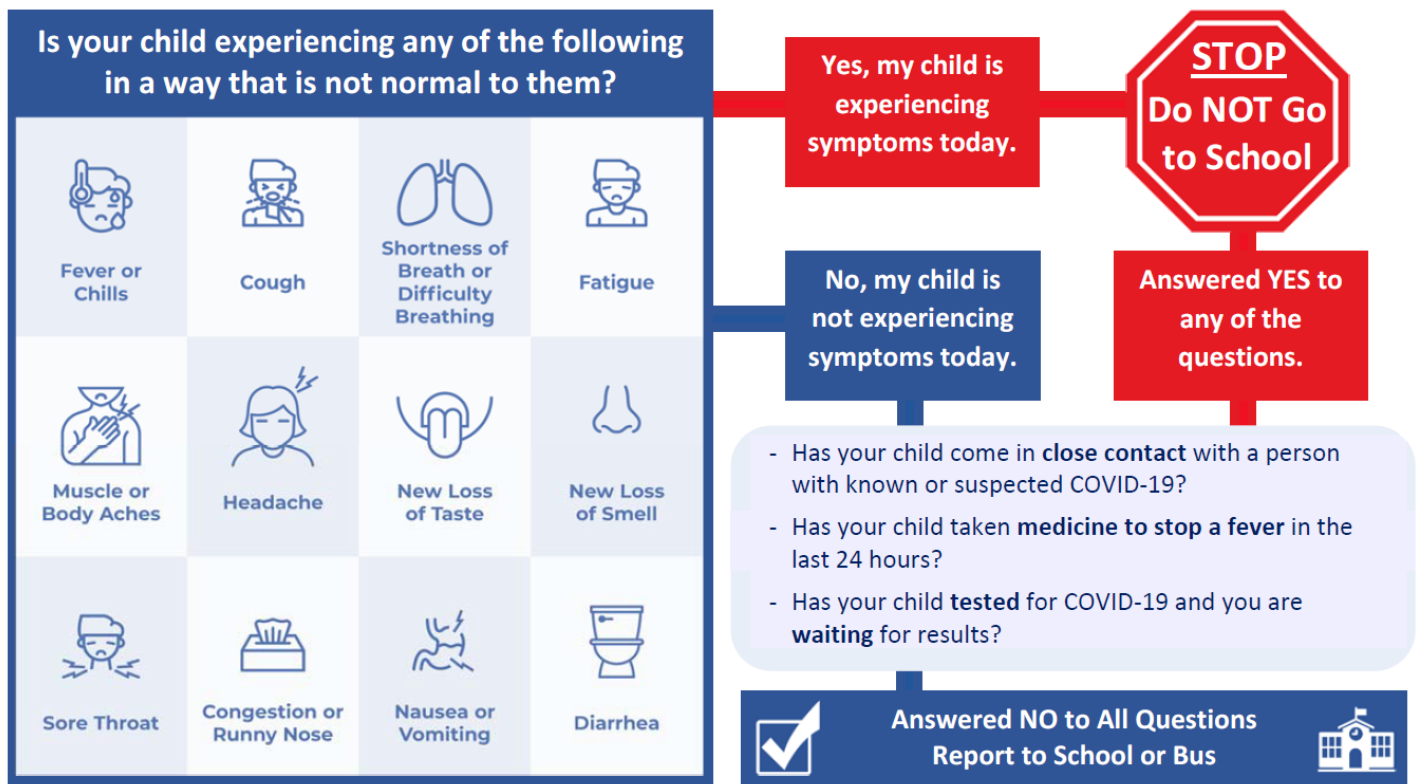 Is your child experiencing any of the following
in a way that is not normal to them?
Fever or
Chills
Cough
Shortness of
Breath or
Difficulty
Breathing
Fatigue
Muscle or
Body Aches
Headache
New Loss
of Taste
New Loss
of Smell
Sore Throat
Congestion or
Runny Nose
Nausea or
Vomiting
Diarrhea
Yes, my child is
experiencing
symptoms today.
STOP
Do NOT Go
to School
No, my child is
not experiencing
symptoms today.
Answered YES to
any of the
questions.
- Has your child come in close contact with a person
with known or suspected COVID-19?
- Has your child taken medicine to stop a fever in the
last 24 hours?
- Has your child tested for COVID-19 and you are
waiting for results?
Answered NO to All Questions
Report to School or Bus